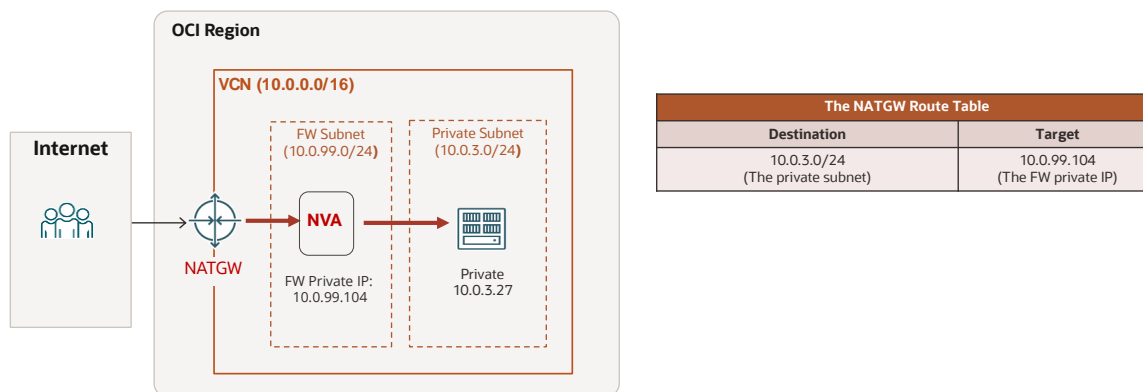 OCI Region
VCN (10.0.0.0/16)
Internet
FW Subnet
(10.0.99.0/24)
Private Subnet
(10.0.3.0/24)
NVA
NATGW
FW Private IP:
10.0.99.104
Private
10.0.3.27
The NATGW Route Table
Destination Target
10.0.3.0/24 10.0.99.104
(The private subnet) (The FW private IP)